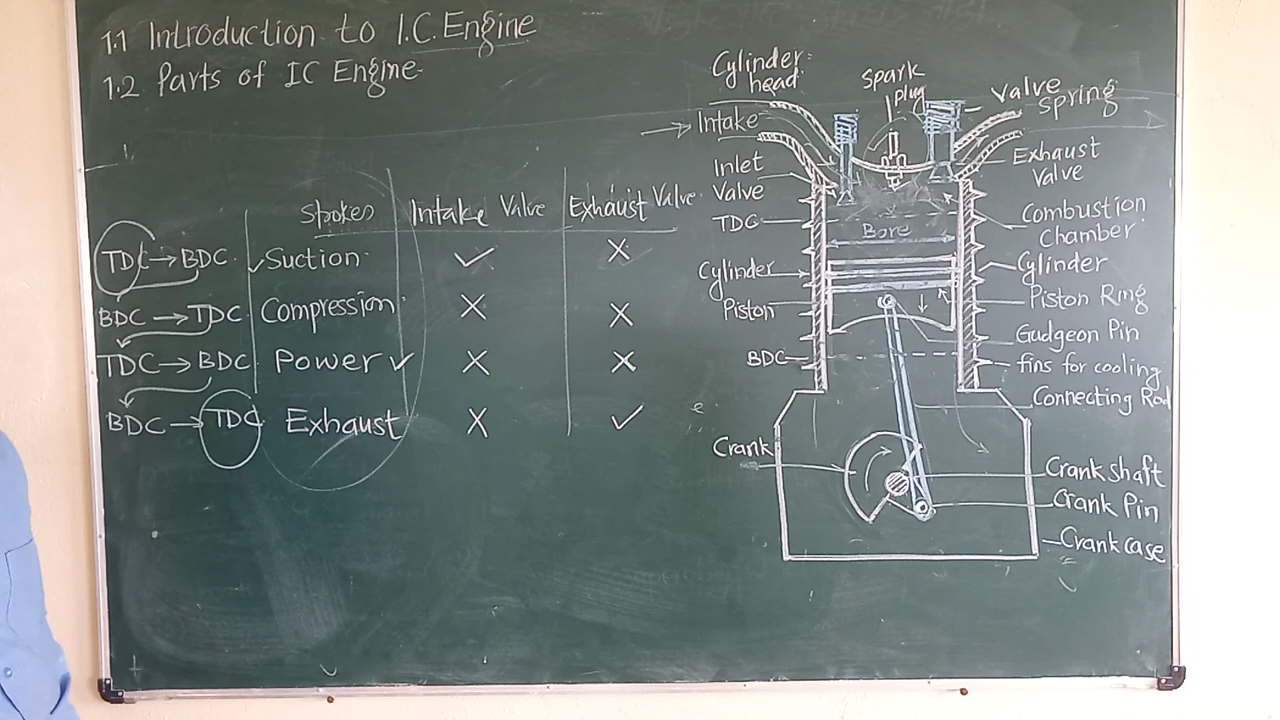 1.1 Introduction to I.C. Engine
1.2 Parts of IC Engine
Strokes Intake Valve Exhaust Valve
TDC → BDC ✓ Suction ✓ X
BDC → TDC Compression X X
TDC → BDC Power ✓ X X
BDC → TDC Exhaust X ✓
Cylinder head
Spark plug
Valve spring
Intake
Exhaust Valve
Inlet Valve
TDC
Combustion Chamber
Bore
Cylinder
Cylinder
Piston Ring
Piston
Gudgeon Pin
BDC
fins for cooling
Connecting Rod
Crank
Crank shaft
Crank Pin
Crank case